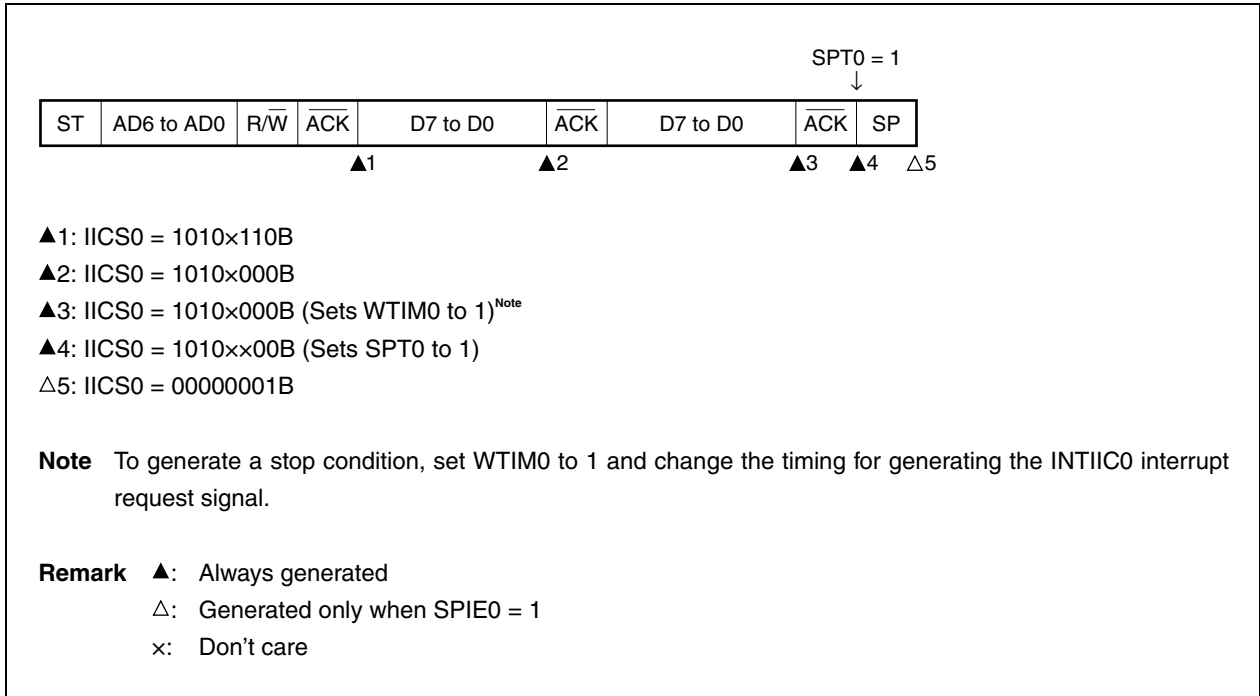 SPT0 = 1
↓
ST AD6 to AD0 R/W̅ A̅C̅K̅ D7 to D0 A̅C̅K̅ D7 to D0 A̅C̅K̅ SP
▲1 ▲2 ▲3 ▲4 △5
▲1: IICS0 = 1010×110B
▲2: IICS0 = 1010×000B
▲3: IICS0 = 1010×000B (Sets WTIM0 to 1)Note
▲4: IICS0 = 1010××00B (Sets SPT0 to 1)
△5: IICS0 = 00000001B
Note To generate a stop condition, set WTIM0 to 1 and change the timing for generating the INTIIC0 interrupt
request signal.
Remark ▲: Always generated
△: Generated only when SPIE0 = 1
×: Don't care